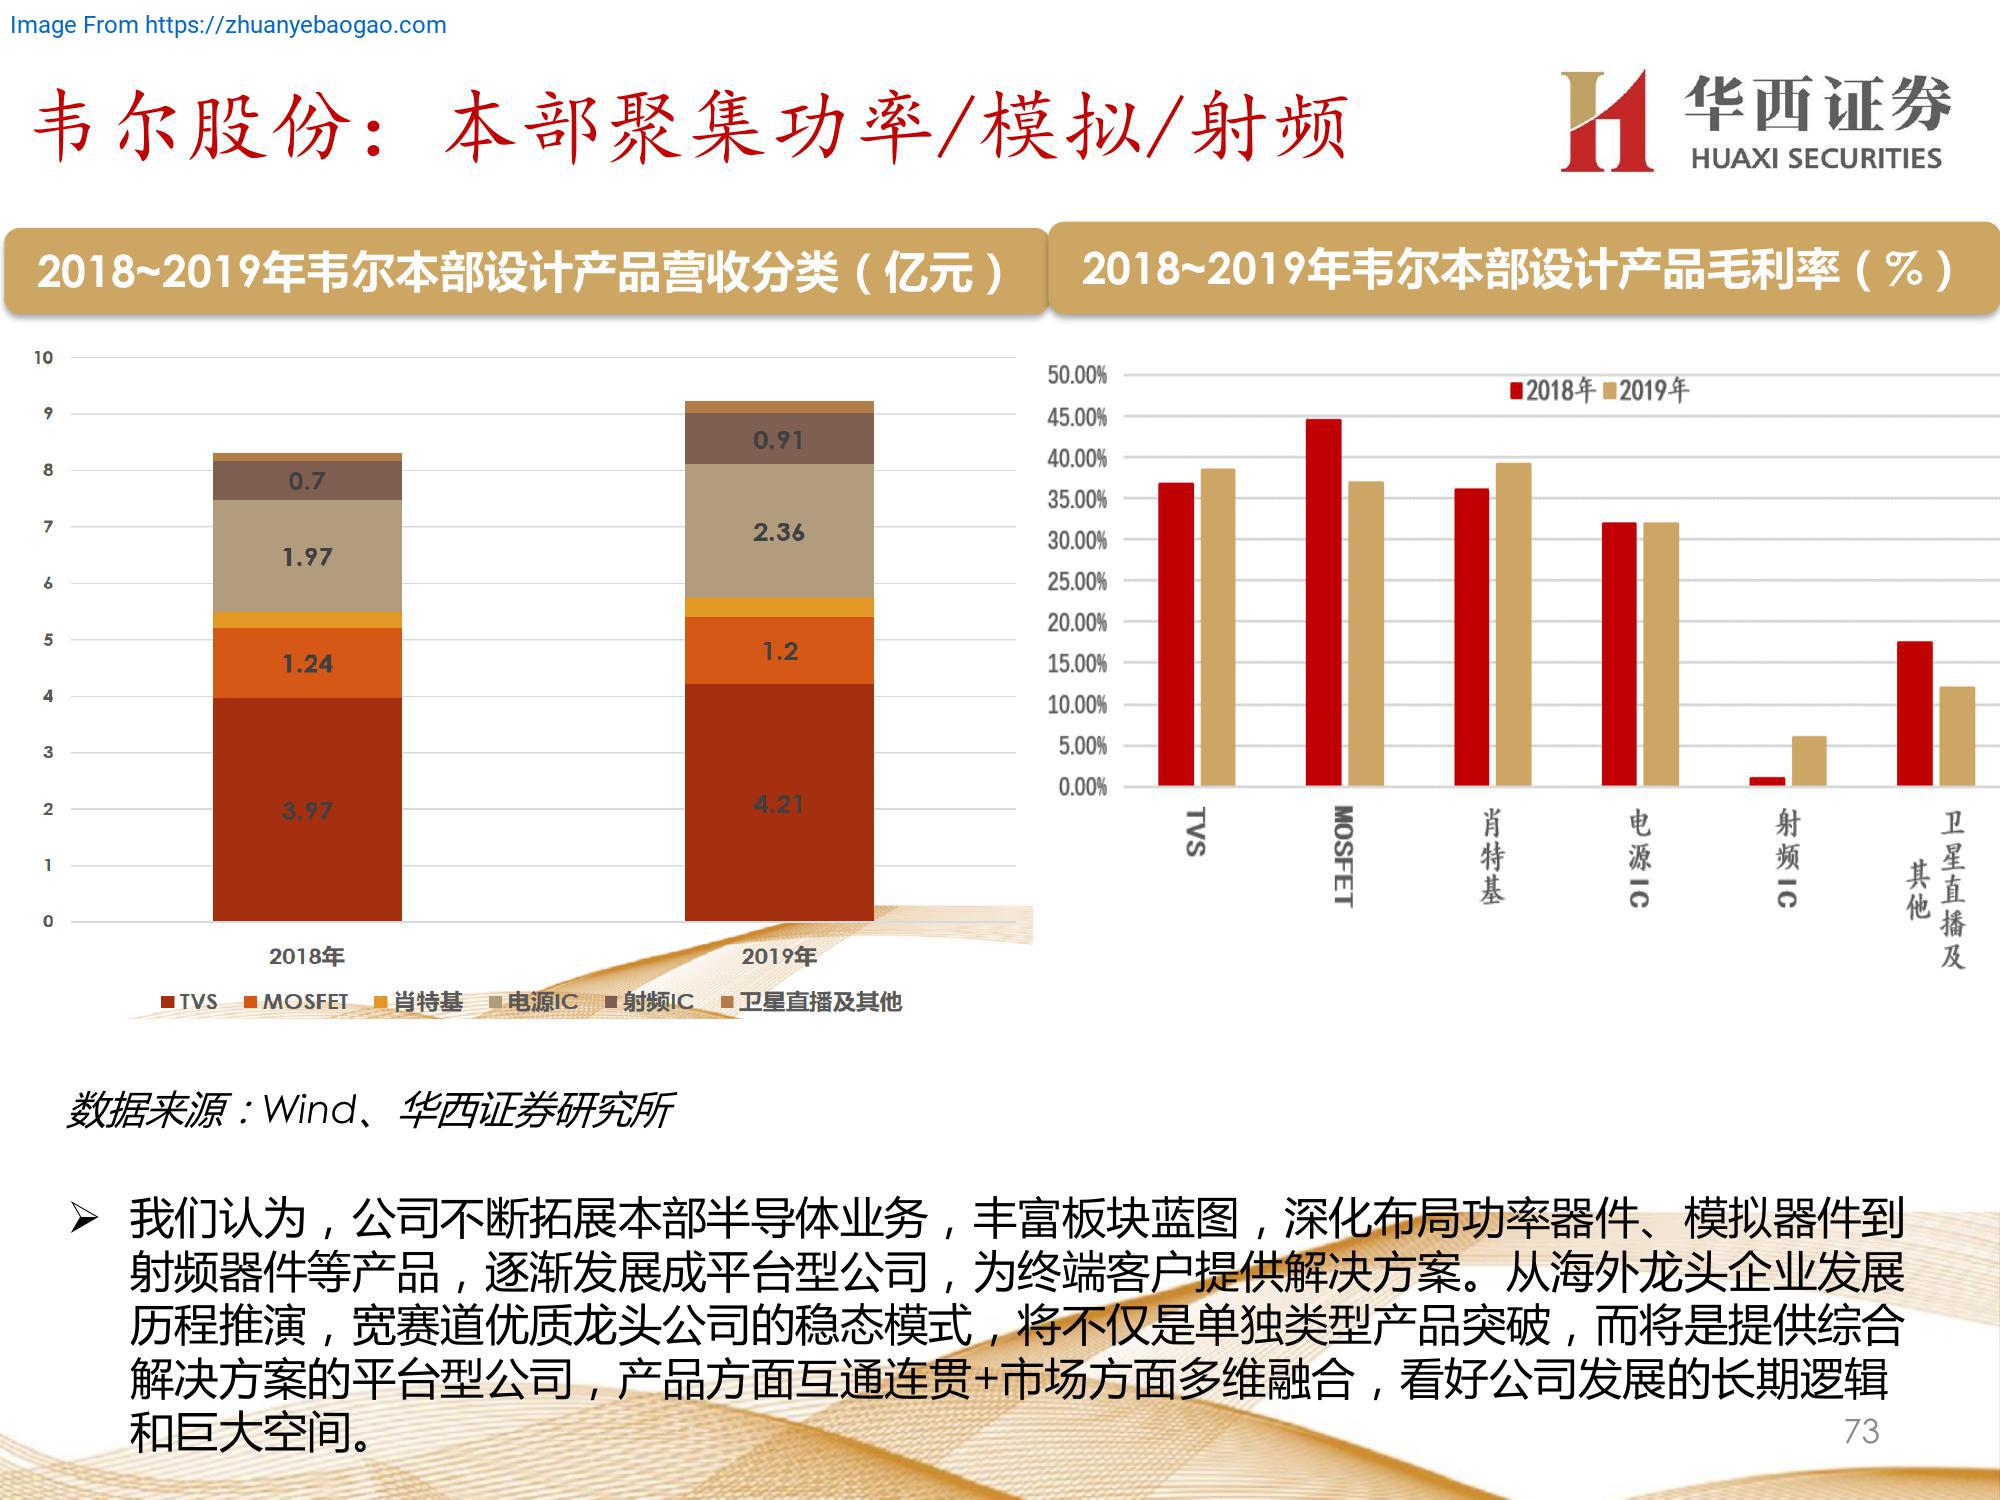 Image From https://zhuanyebaogao.com
韦尔股份：本部聚集功率/模拟/射频
华西证券
HUAXI SECURITIES
2018~2019年韦尔本部设计产品营收分类（亿元）
2018~2019年韦尔本部设计产品毛利率（%）
10
9
8
7
6
5
4
3
2
1
0
0.7
1.97
1.24
3.97
0.91
2.36
1.2
4.21
2018年
2019年
TVS MOSFET 肖特基 电源IC 射频IC 卫星直播及其他
2018年 2019年
50.00%
45.00%
40.00%
35.00%
30.00%
25.00%
20.00%
15.00%
10.00%
5.00%
0.00%
TVS
MOSFET
肖特基
电源IC
射频IC
卫星直播及
其他
数据来源：Wind、华西证券研究所
➢ 我们认为，公司不断拓展本部半导体业务，丰富板块蓝图，深化布局功率器件、模拟器件到
射频器件等产品，逐渐发展成平台型公司，为终端客户提供解决方案。从海外龙头企业发展
历程推演，宽赛道优质龙头公司的稳态模式，将不仅是单独类型产品突破，而将是提供综合
解决方案的平台型公司，产品方面互通连贯+市场方面多维融合，看好公司发展的长期逻辑
和巨大空间。
73